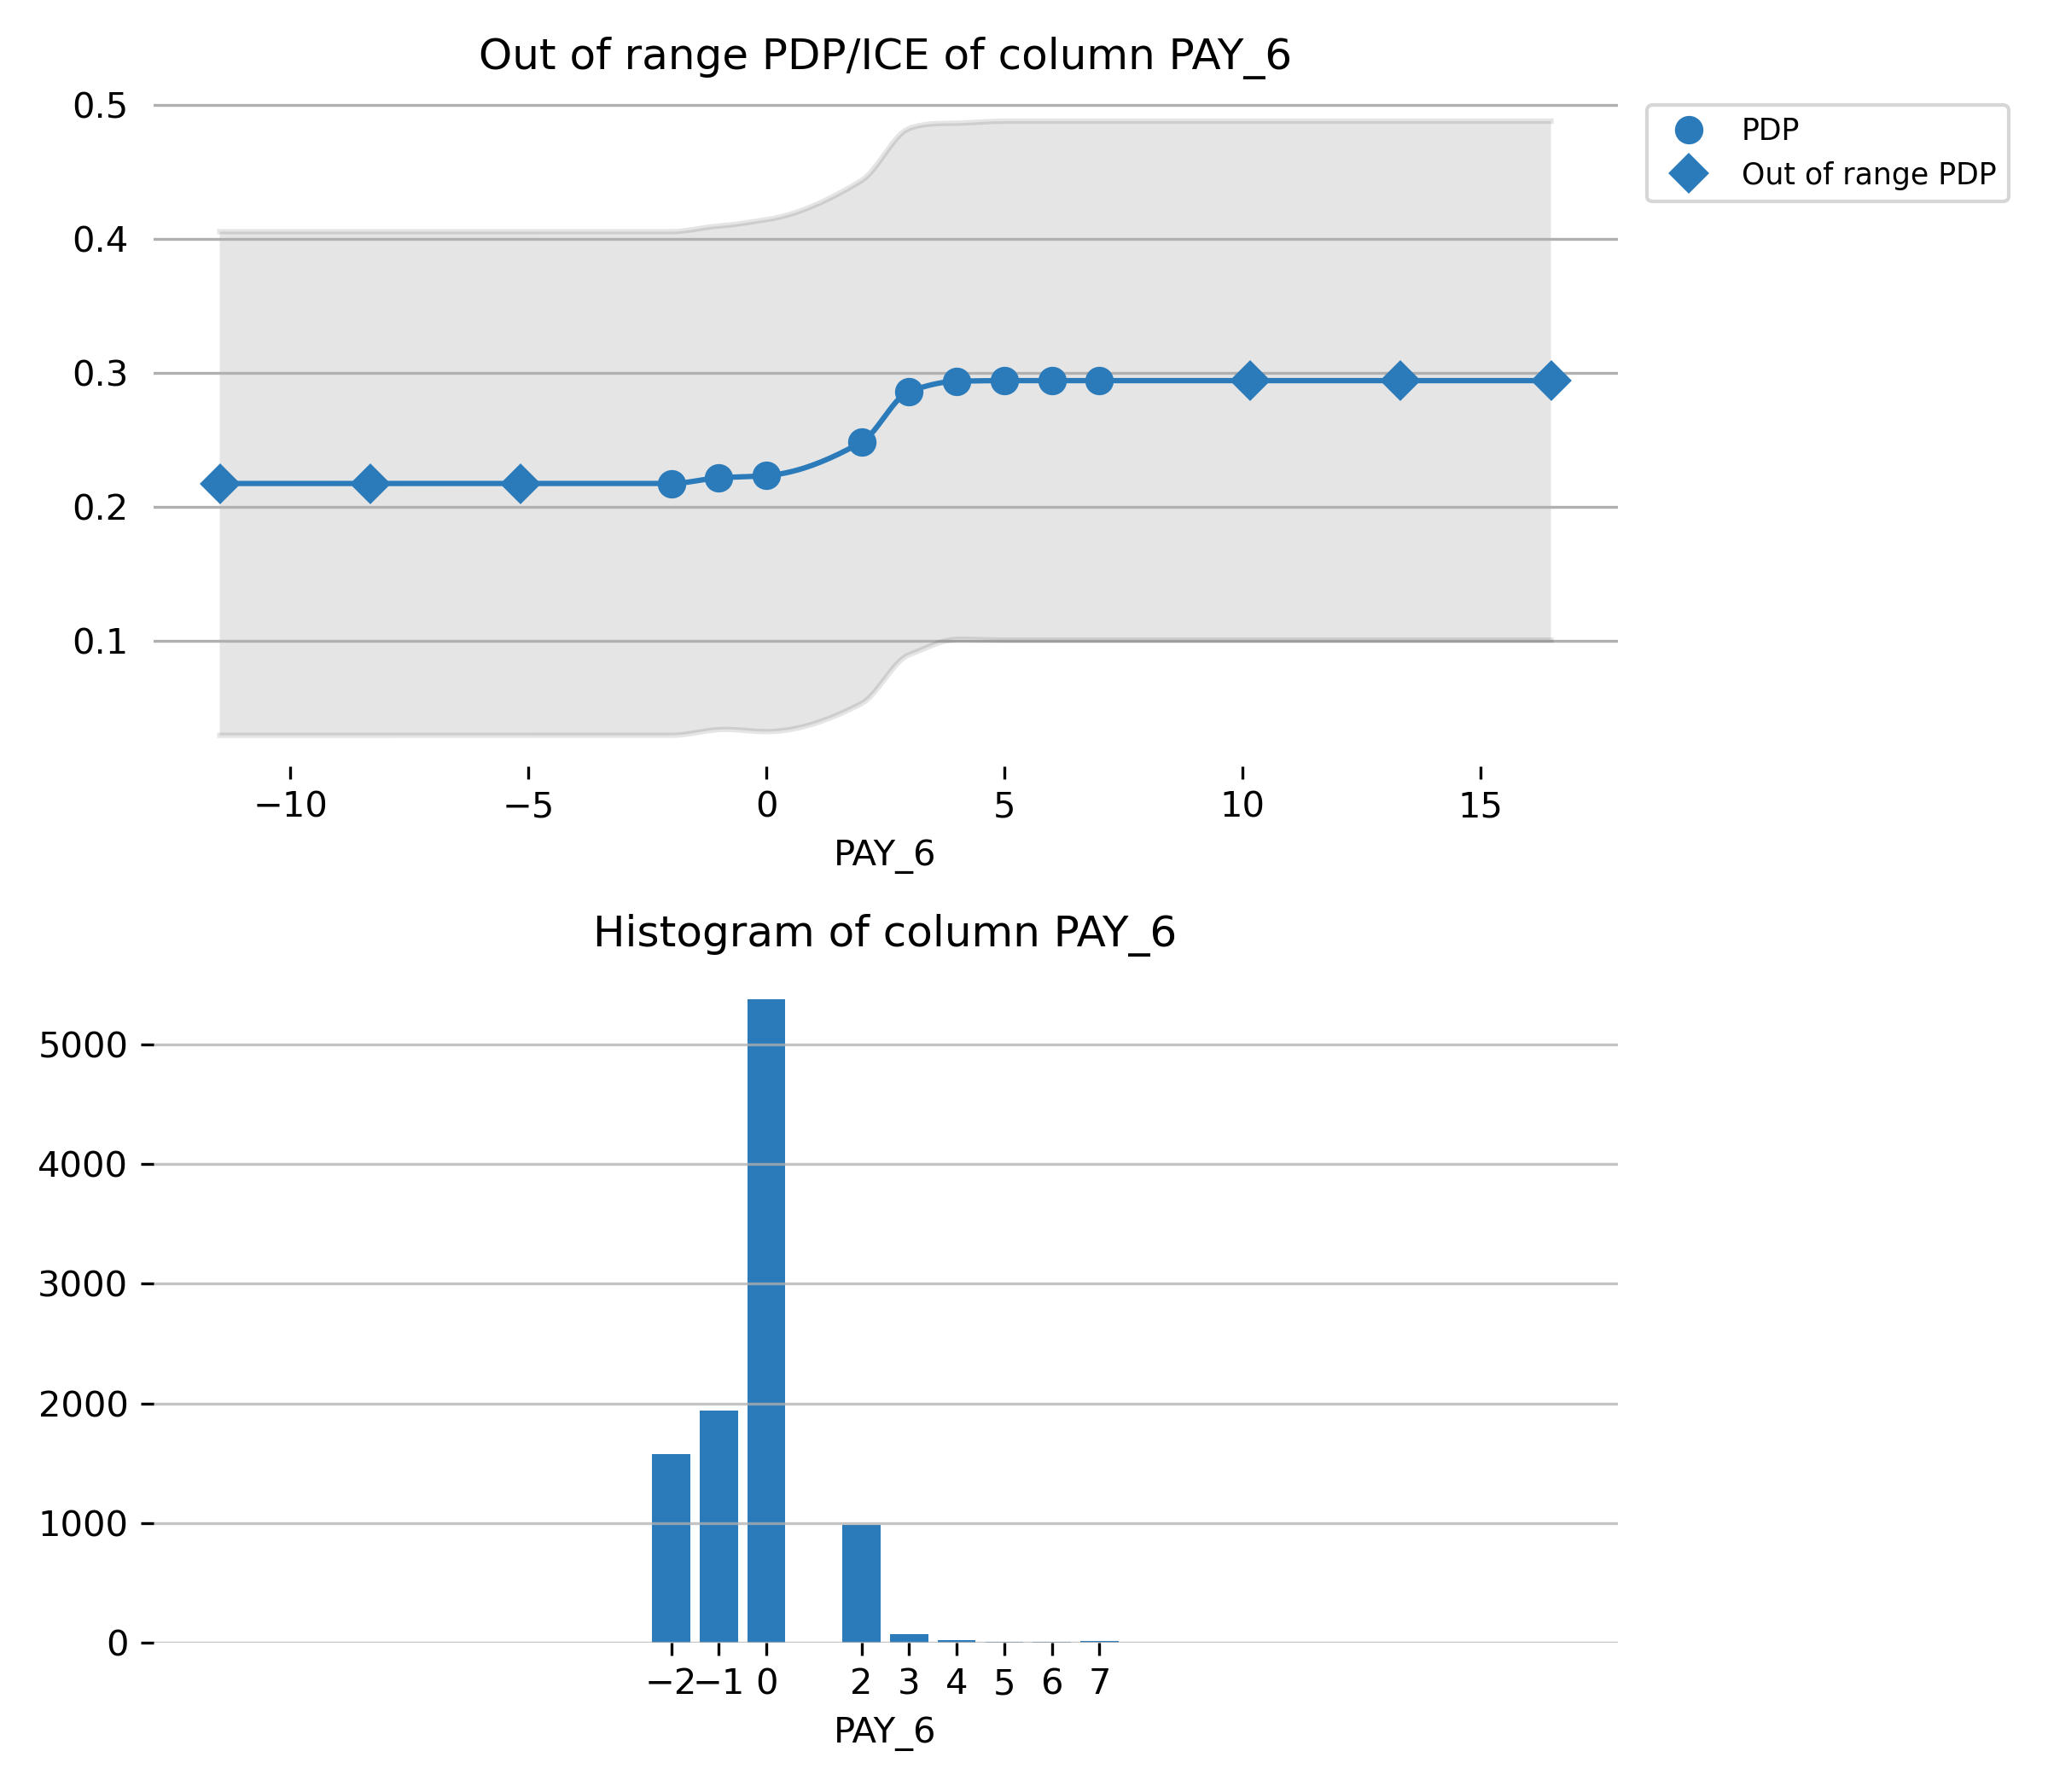 Out of range PDP/ICE of column PAY_6
0.5
0.4
0.3
0.2
0.1
−10 −5 0 5 10 15
PAY_6
PDP
Out of range PDP
Histogram of column PAY_6
5000
4000
3000
2000
1000
0
−2 −1 0 2 3 4 5 6 7
PAY_6